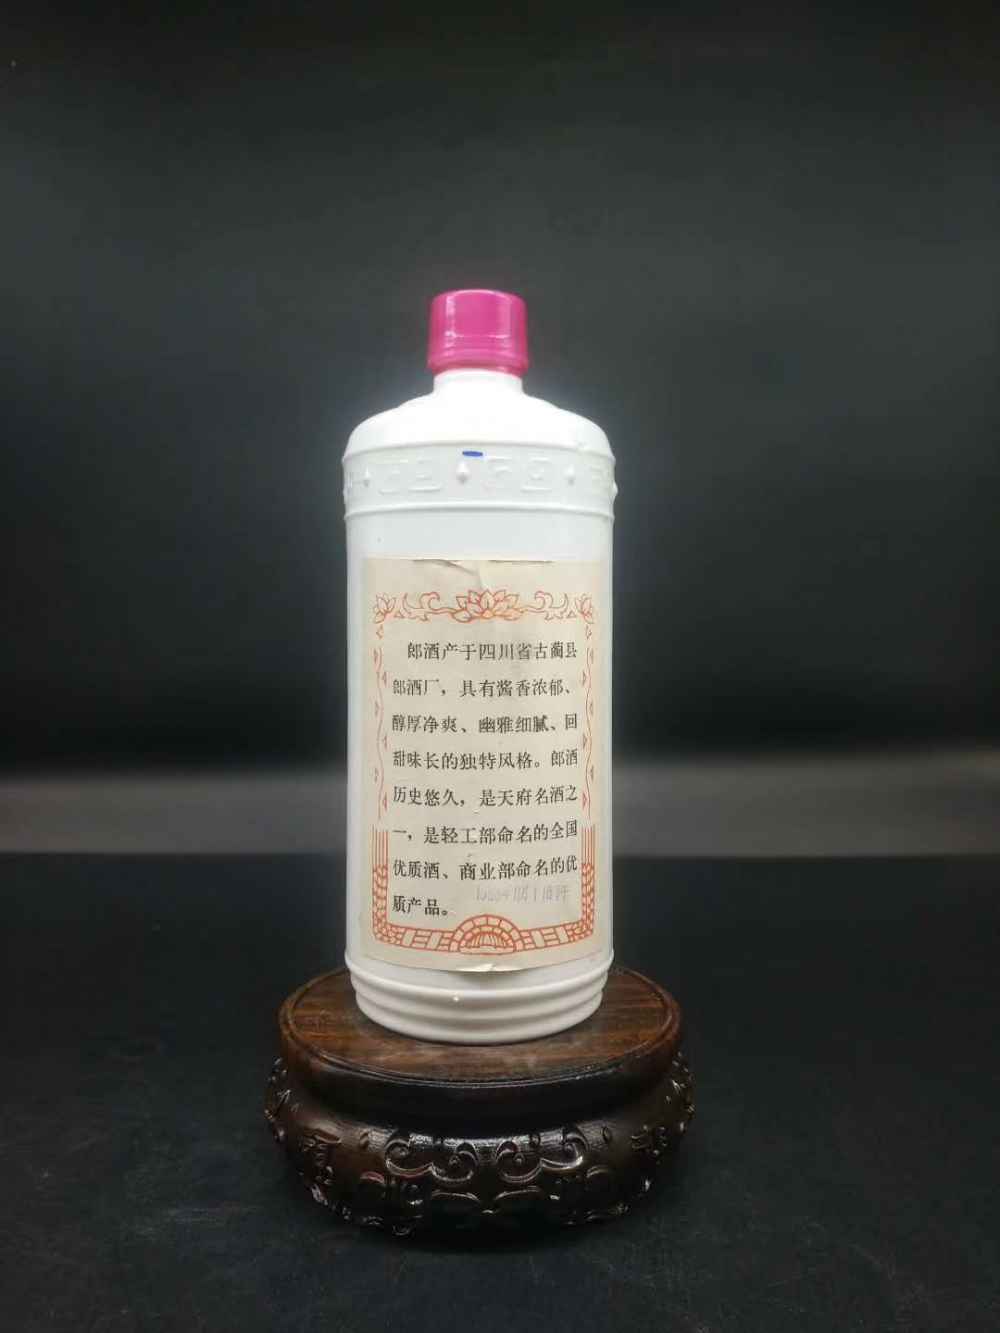 郎酒产于四川省古蔺县
郎酒厂，具有酱香浓郁、
醇厚净爽、幽雅细腻、回
甜味长的独特风格。郎酒
历史悠久，是天府名酒之
一，是轻工部命名的全国
优质酒、商业部命名的优
质产品。